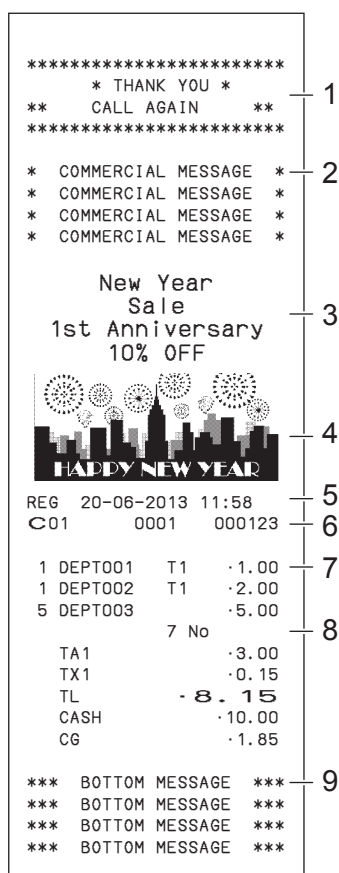 ************************
* THANK YOU * 1
** CALL AGAIN **
************************
* COMMERCIAL MESSAGE * 2
* COMMERCIAL MESSAGE *
* COMMERCIAL MESSAGE *
* COMMERCIAL MESSAGE *
New Year
Sale 3
1st Anniversary
10% OFF
4
HAPPY NEW YEAR
REG 20-06-2013 11:58 5
C01 0001 000123 6
1 DEPT001 T1 ·1.00 7
1 DEPT002 T1 ·2.00
5 DEPT003 ·5.00
7 No 8
TA1 ·3.00
TX1 ·0.15
TL ·8.15
CASH ·10.00
CG ·1.85
*** BOTTOM MESSAGE *** 9
*** BOTTOM MESSAGE ***
*** BOTTOM MESSAGE ***
*** BOTTOM MESSAGE ***